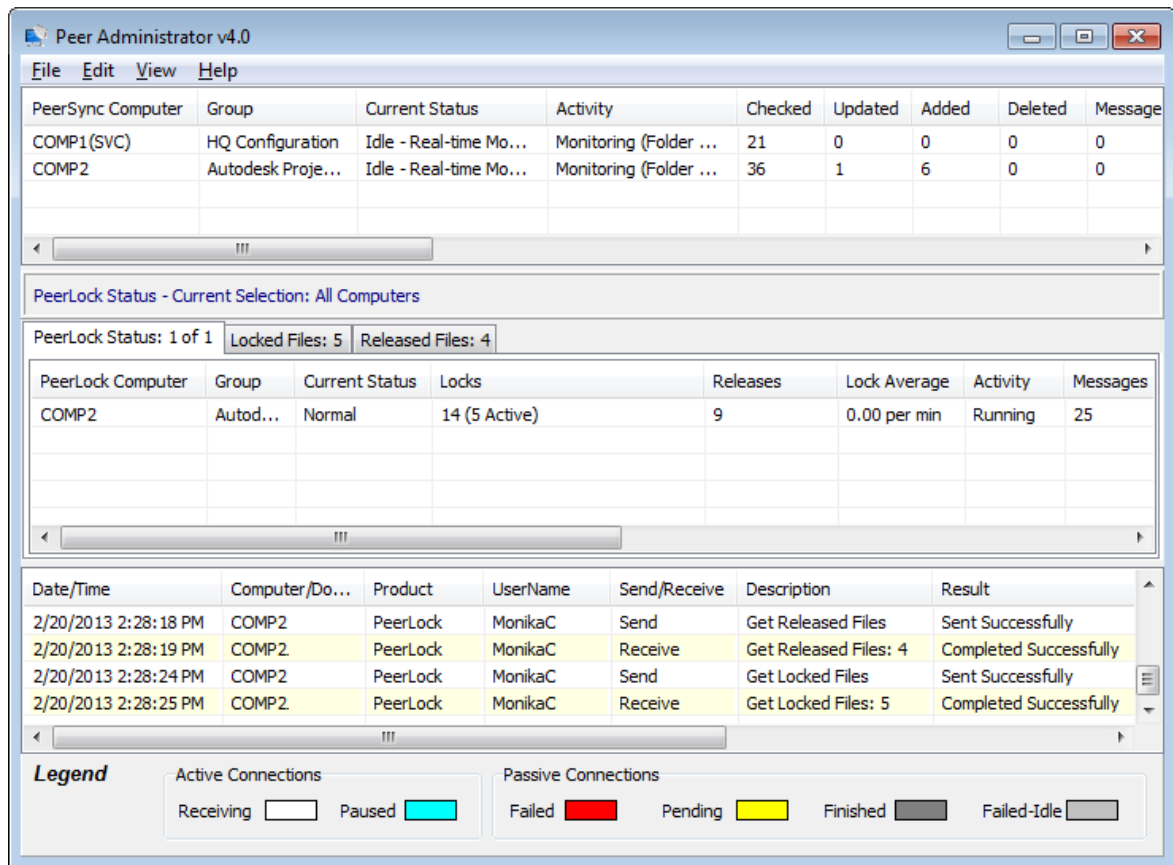 Peer Administrator v4.0
File Edit View Help
PeerSync Computer Group Current Status Activity Checked Updated Added Deleted Message
COMP1(SVC) HQ Configuration Idle - Real-time Mo... Monitoring (Folder ... 21 0 0 0 0
COMP2 Autodesk Proje... Idle - Real-time Mo... Monitoring (Folder ... 36 1 6 0 0
PeerLock Status - Current Selection: All Computers
PeerLock Status: 1 of 1 Locked Files: 5 Released Files: 4
PeerLock Computer Group Current Status Locks Releases Lock Average Activity Messages
COMP2 Autod... Normal 14 (5 Active) 9 0.00 per min Running 25
Date/Time Computer/Do... Product UserName Send/Receive Description Result
2/20/2013 2:28:18 PM COMP2 PeerLock MonikaC Send Get Released Files Sent Successfully
2/20/2013 2:28:19 PM COMP2 PeerLock MonikaC Receive Get Released Files: 4 Completed Successfully
2/20/2013 2:28:24 PM COMP2 PeerLock MonikaC Send Get Locked Files Sent Successfully
2/20/2013 2:28:25 PM COMP2 PeerLock MonikaC Receive Get Locked Files: 5 Completed Successfully
Legend Active Connections Passive Connections
Receiving Paused Failed Pending Finished Failed-Idle